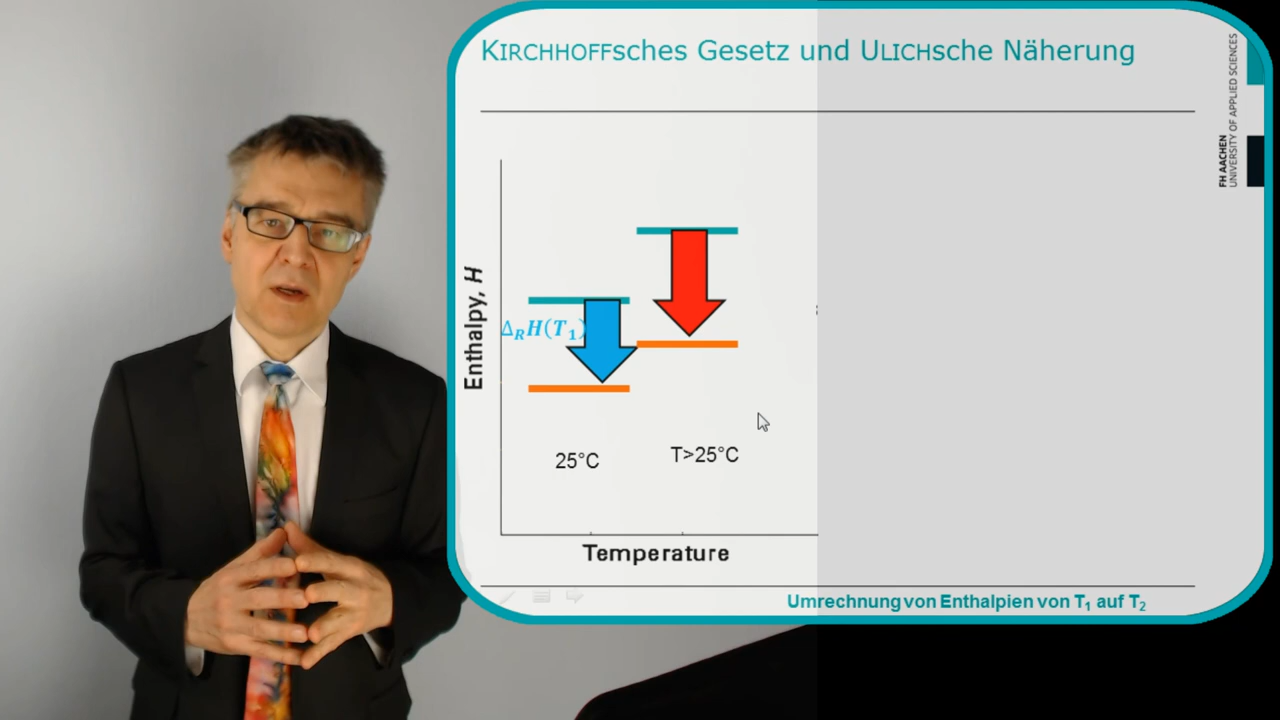 KIRCHHOFFsches Gesetz und ULICHsche Näherung
FH AACHEN
UNIVERSITY OF APPLIED SCIENCES
Enthalpy, H
Δ_R H(T₁)
25°C
T>25°C
Temperature
Umrechnung von Enthalpien von T₁ auf T₂